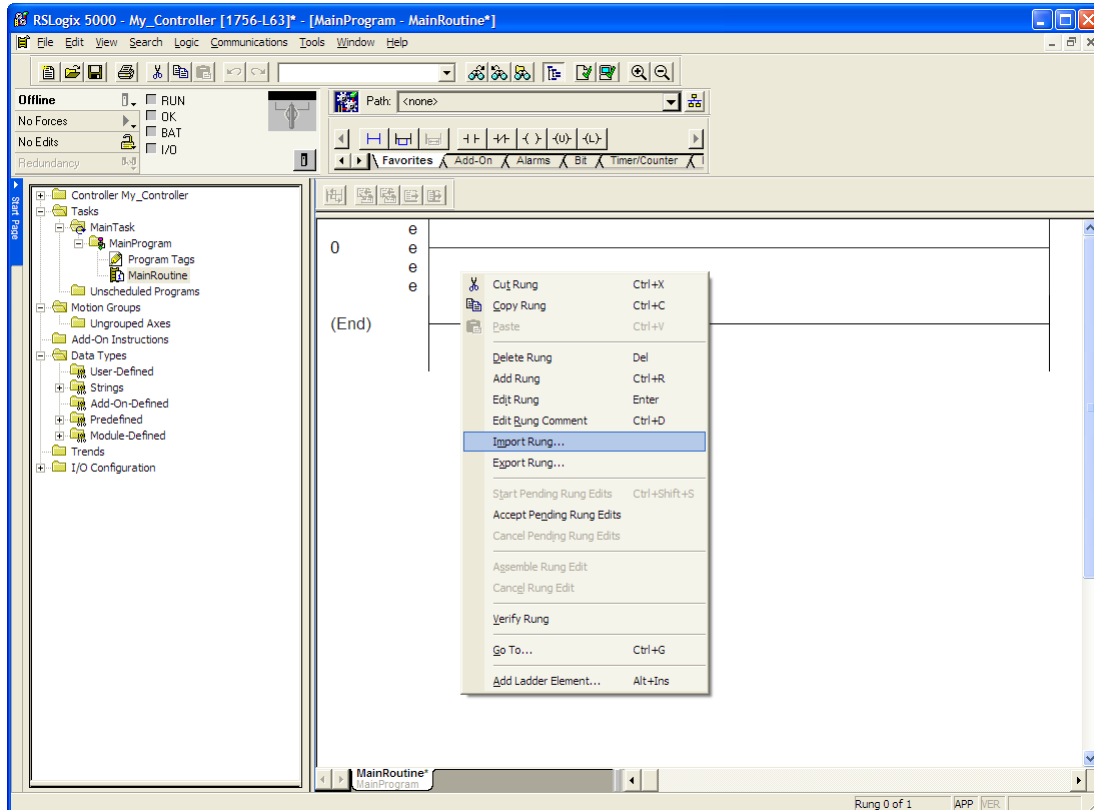 RSLogix 5000 - My_Controller [1756-L63]* - [MainProgram - MainRoutine*]
File Edit View Search Logic Communications Tools Window Help
Offline
RUN
No Forces
OK
No Edits
BAT
Redundancy
I/O
Path: <none>
Favorites Add-On Alarms Bit Timer/Counter
Start Page
Controller My_Controller
Tasks
MainTask
MainProgram
Program Tags
MainRoutine
Unscheduled Programs
Motion Groups
Ungrouped Axes
Add-On Instructions
Data Types
User-Defined
Strings
Add-On-Defined
Predefined
Module-Defined
Trends
I/O Configuration
e
0 e
e
e
(End)
Cut Rung Ctrl+X
Copy Rung Ctrl+C
Paste Ctrl+V
Delete Rung Del
Add Rung Ctrl+R
Edit Rung Enter
Edit Rung Comment Ctrl+D
Import Rung...
Export Rung...
Start Pending Rung Edits Ctrl+Shift+S
Accept Pending Rung Edits
Cancel Pending Rung Edits
Assemble Rung Edit
Cancel Rung Edit
Verify Rung
Go To... Ctrl+G
Add Ladder Element... Alt+Ins
MainRoutine*
MainProgram
Rung 0 of 1 APP VER